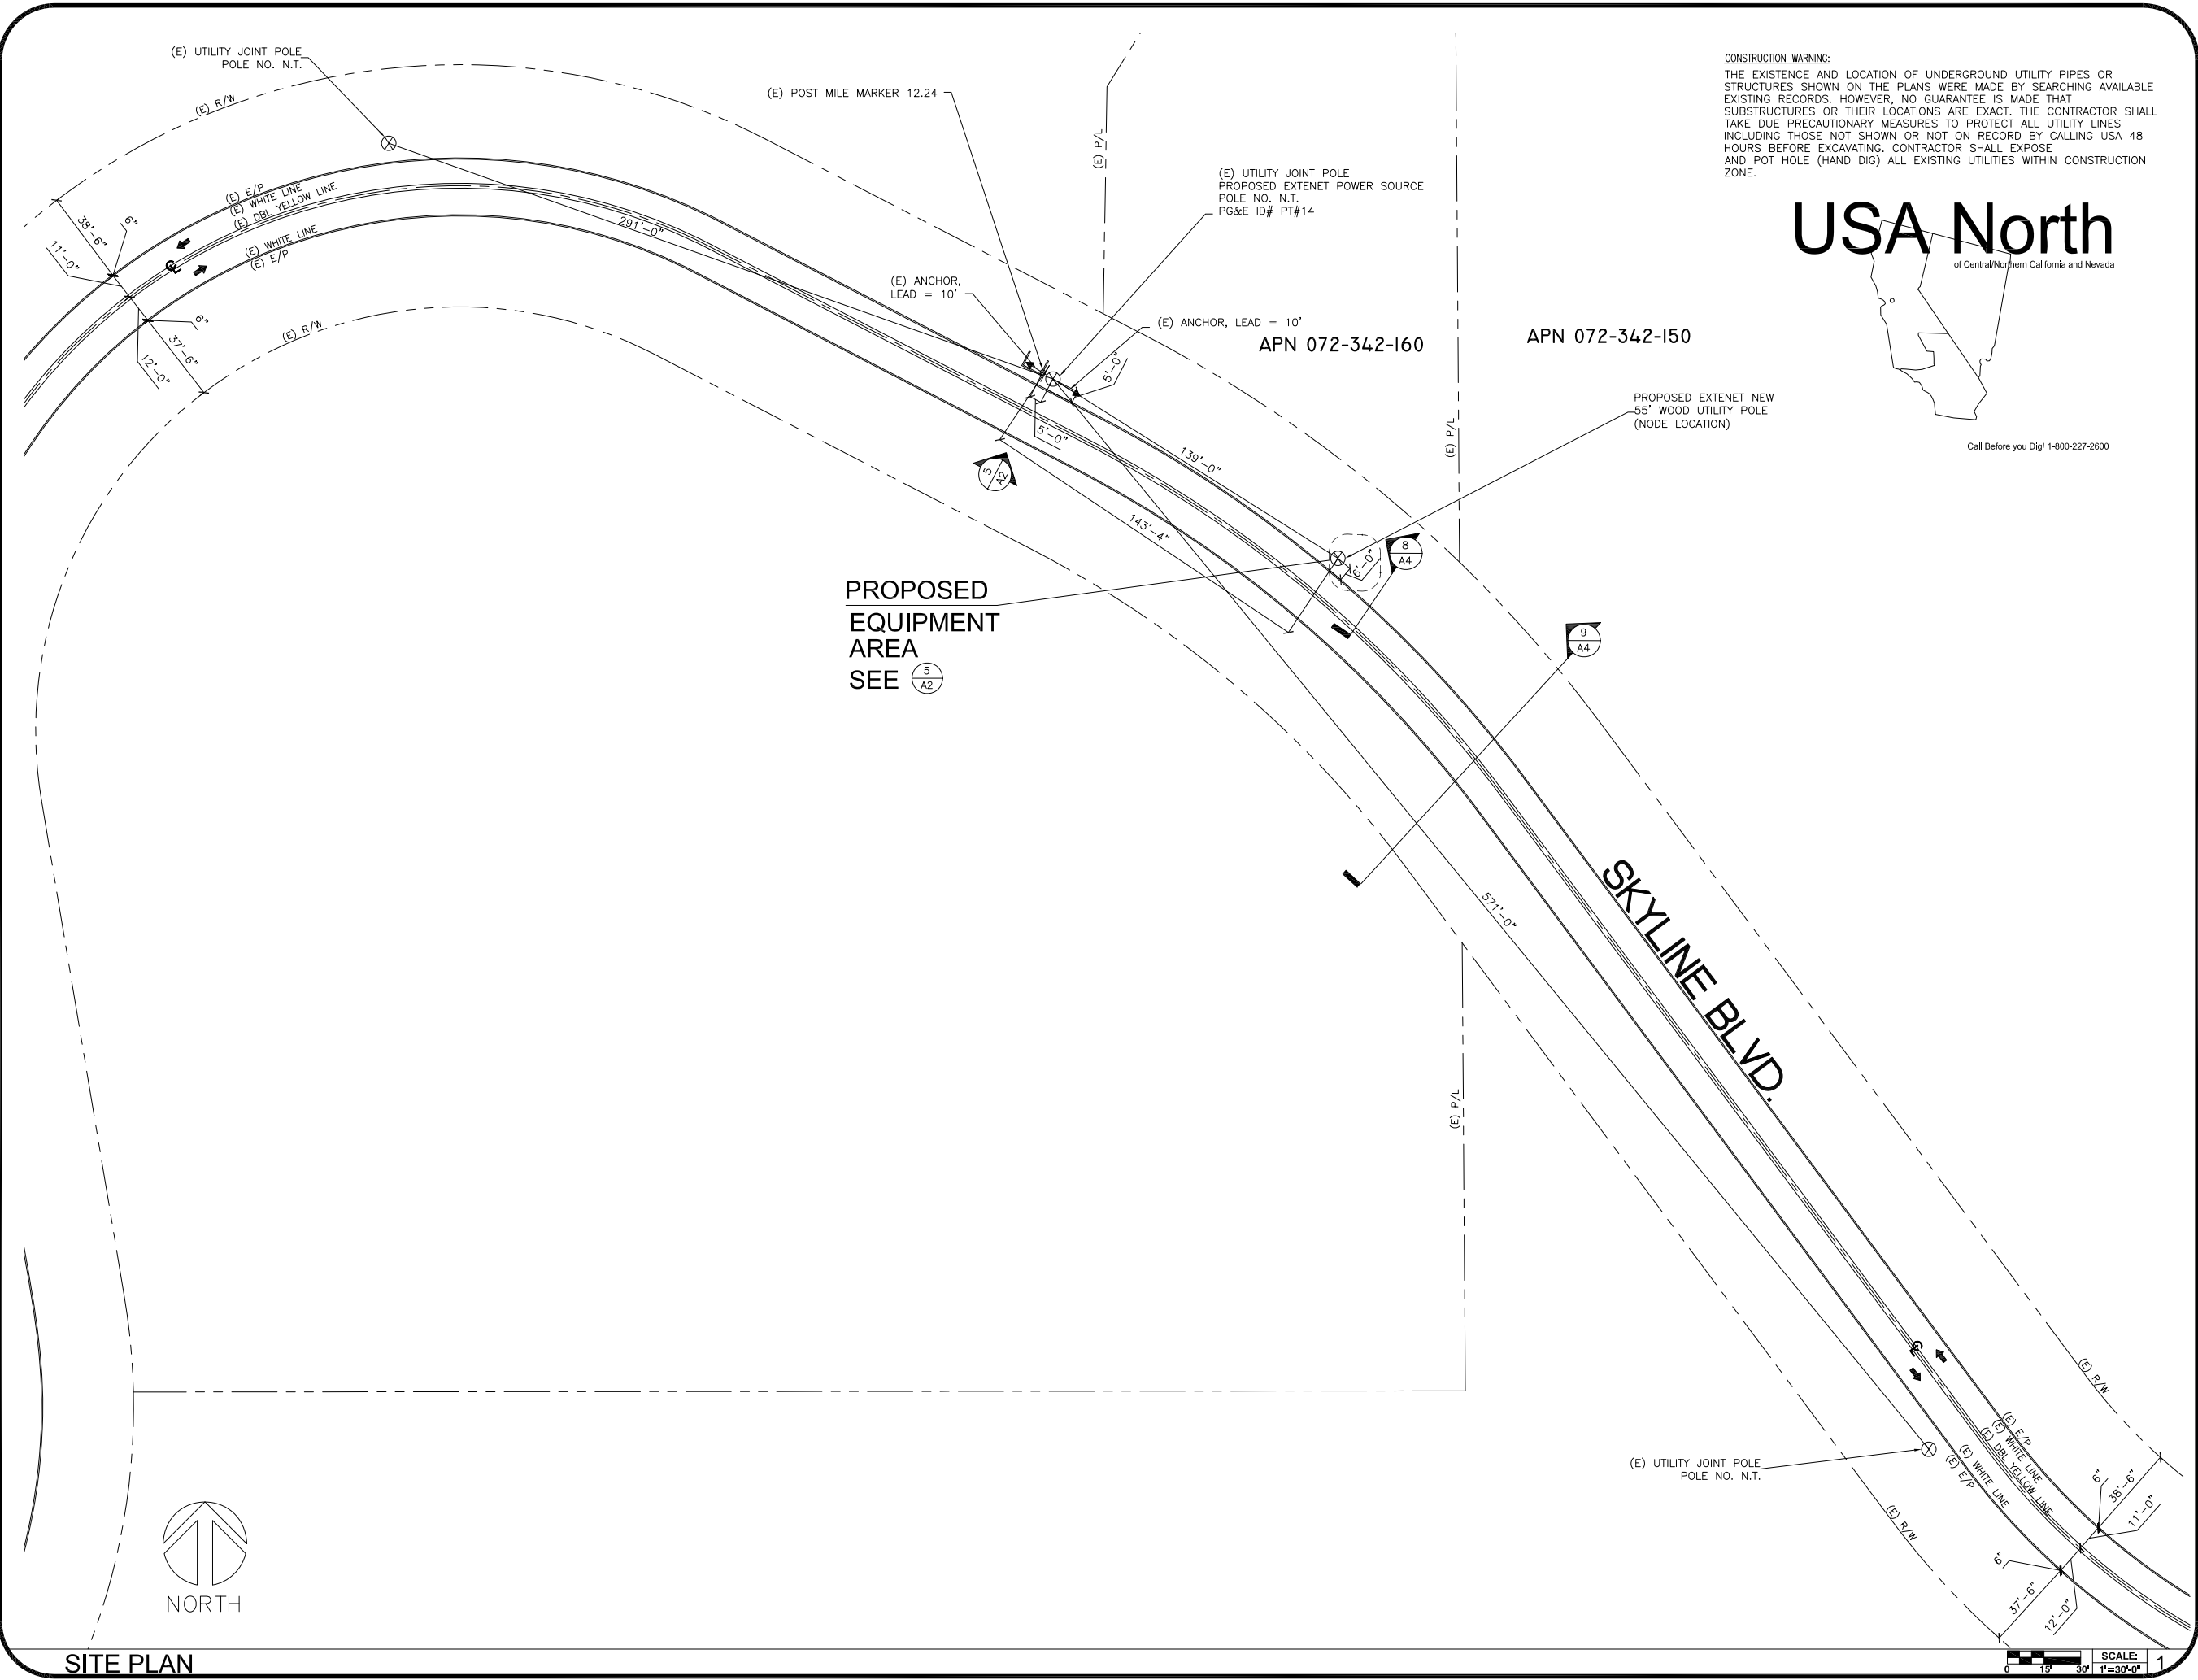 (E) UTILITY JOINT POLE
POLE NO. N.T.
(E) R/W
(E) POST MILE MARKER 12.24
(E) P/L
CONSTRUCTION WARNING:
THE EXISTENCE AND LOCATION OF UNDERGROUND UTILITY PIPES OR
STRUCTURES SHOWN ON THE PLANS WERE MADE BY SEARCHING AVAILABLE
EXISTING RECORDS. HOWEVER, NO GUARANTEE IS MADE THAT
SUBSTRUCTURES OR THEIR LOCATIONS ARE EXACT. THE CONTRACTOR SHALL
TAKE DUE PRECAUTIONARY MEASURES TO PROTECT ALL UTILITY LINES
INCLUDING THOSE NOT SHOWN OR NOT ON RECORD BY CALLING USA 48
HOURS BEFORE EXCAVATING. CONTRACTOR SHALL EXPOSE
AND POT HOLE (HAND DIG) ALL EXISTING UTILITIES WITHIN CONSTRUCTION
ZONE.
USA North
of Central/Northern California and Nevada
Call Before you Dig! 1-800-227-2600
(E) UTILITY JOINT POLE
PROPOSED EXTENET POWER SOURCE
POLE NO. N.T.
PG&E ID# PT#14
(E) E/P
(E) WHITE LINE
(E) DBL YELLOW LINE
(E) WHITE LINE
(E) E/P
38'-6"
6"
11'-0"
℄
6"
37'-6"
12'-0"
(E) R/W
291'-0"
(E) ANCHOR,
LEAD = 10'
(E) ANCHOR, LEAD = 10'
APN 072-342-160
APN 072-342-150
5'-0"
5'-0"
5
A2
139'-0"
143'-4"
(E) P/L
PROPOSED EXTENET NEW
55' WOOD UTILITY POLE
(NODE LOCATION)
6'-0"
8
A4
PROPOSED
EQUIPMENT
AREA
SEE 5
A2
9
A4
571'-0"
SKYLINE BLVD.
(E) P/L
℄
(E) R/W
(E) E/P
(E) WHITE LINE
(E) DBL YELLOW LINE
(E) WHITE LINE
(E) E/P
(E) UTILITY JOINT POLE
POLE NO. N.T.
(E) R/W
6"
38'-6"
11'-0"
6"
37'-6"
12'-0"
NORTH
SITE PLAN
0 15' 30'
SCALE:
1"=30'-0"
1